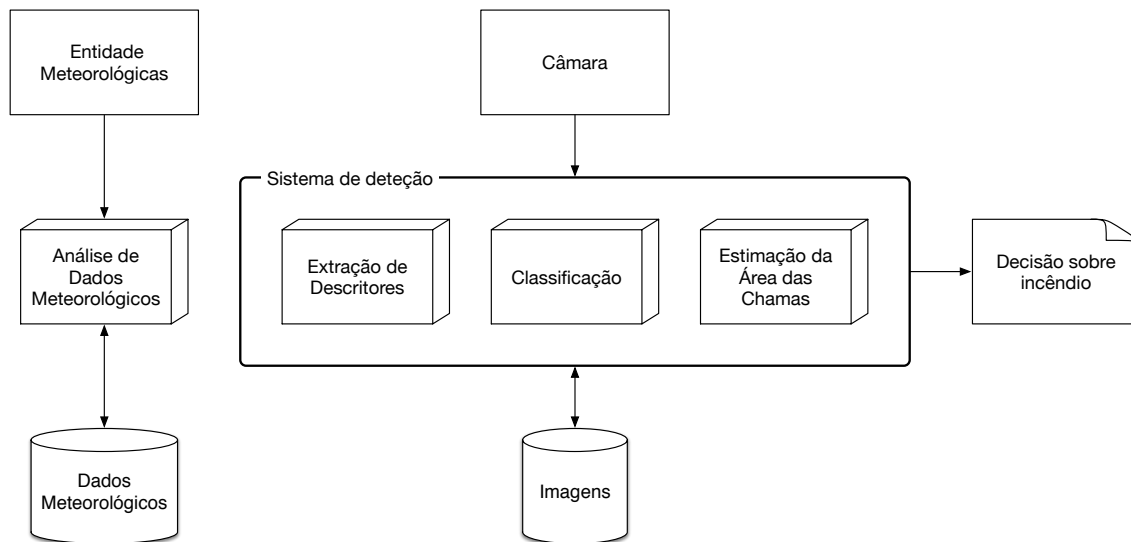 Entidade
Meteorológicas
Câmara
Sistema de deteção
Análise de
Dados
Meteorológicos
Extração de
Descritores
Classificação
Estimação da
Área das
Chamas
Decisão sobre
incêndio
Dados
Meteorológicos
Imagens